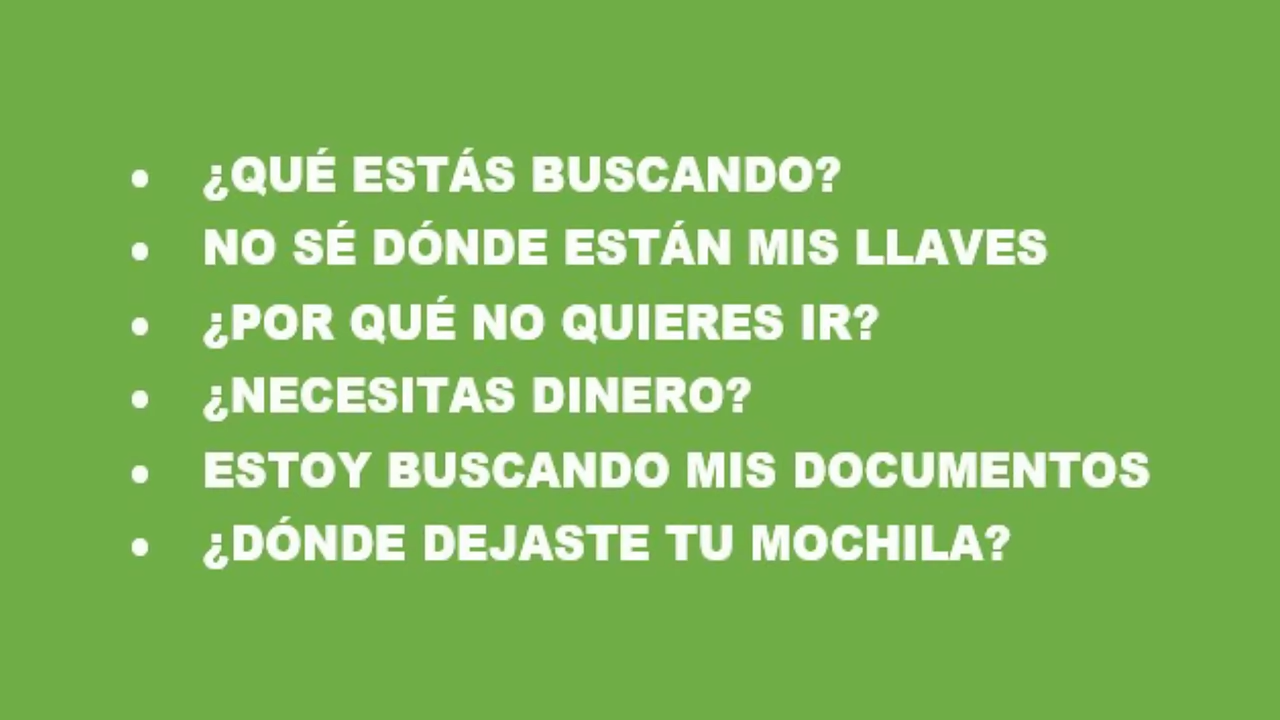 • ¿QUÉ ESTÁS BUSCANDO?
• NO SÉ DÓNDE ESTÁN MIS LLAVES
• ¿POR QUÉ NO QUIERES IR?
• ¿NECESITAS DINERO?
• ESTOY BUSCANDO MIS DOCUMENTOS
• ¿DÓNDE DEJASTE TU MOCHILA?